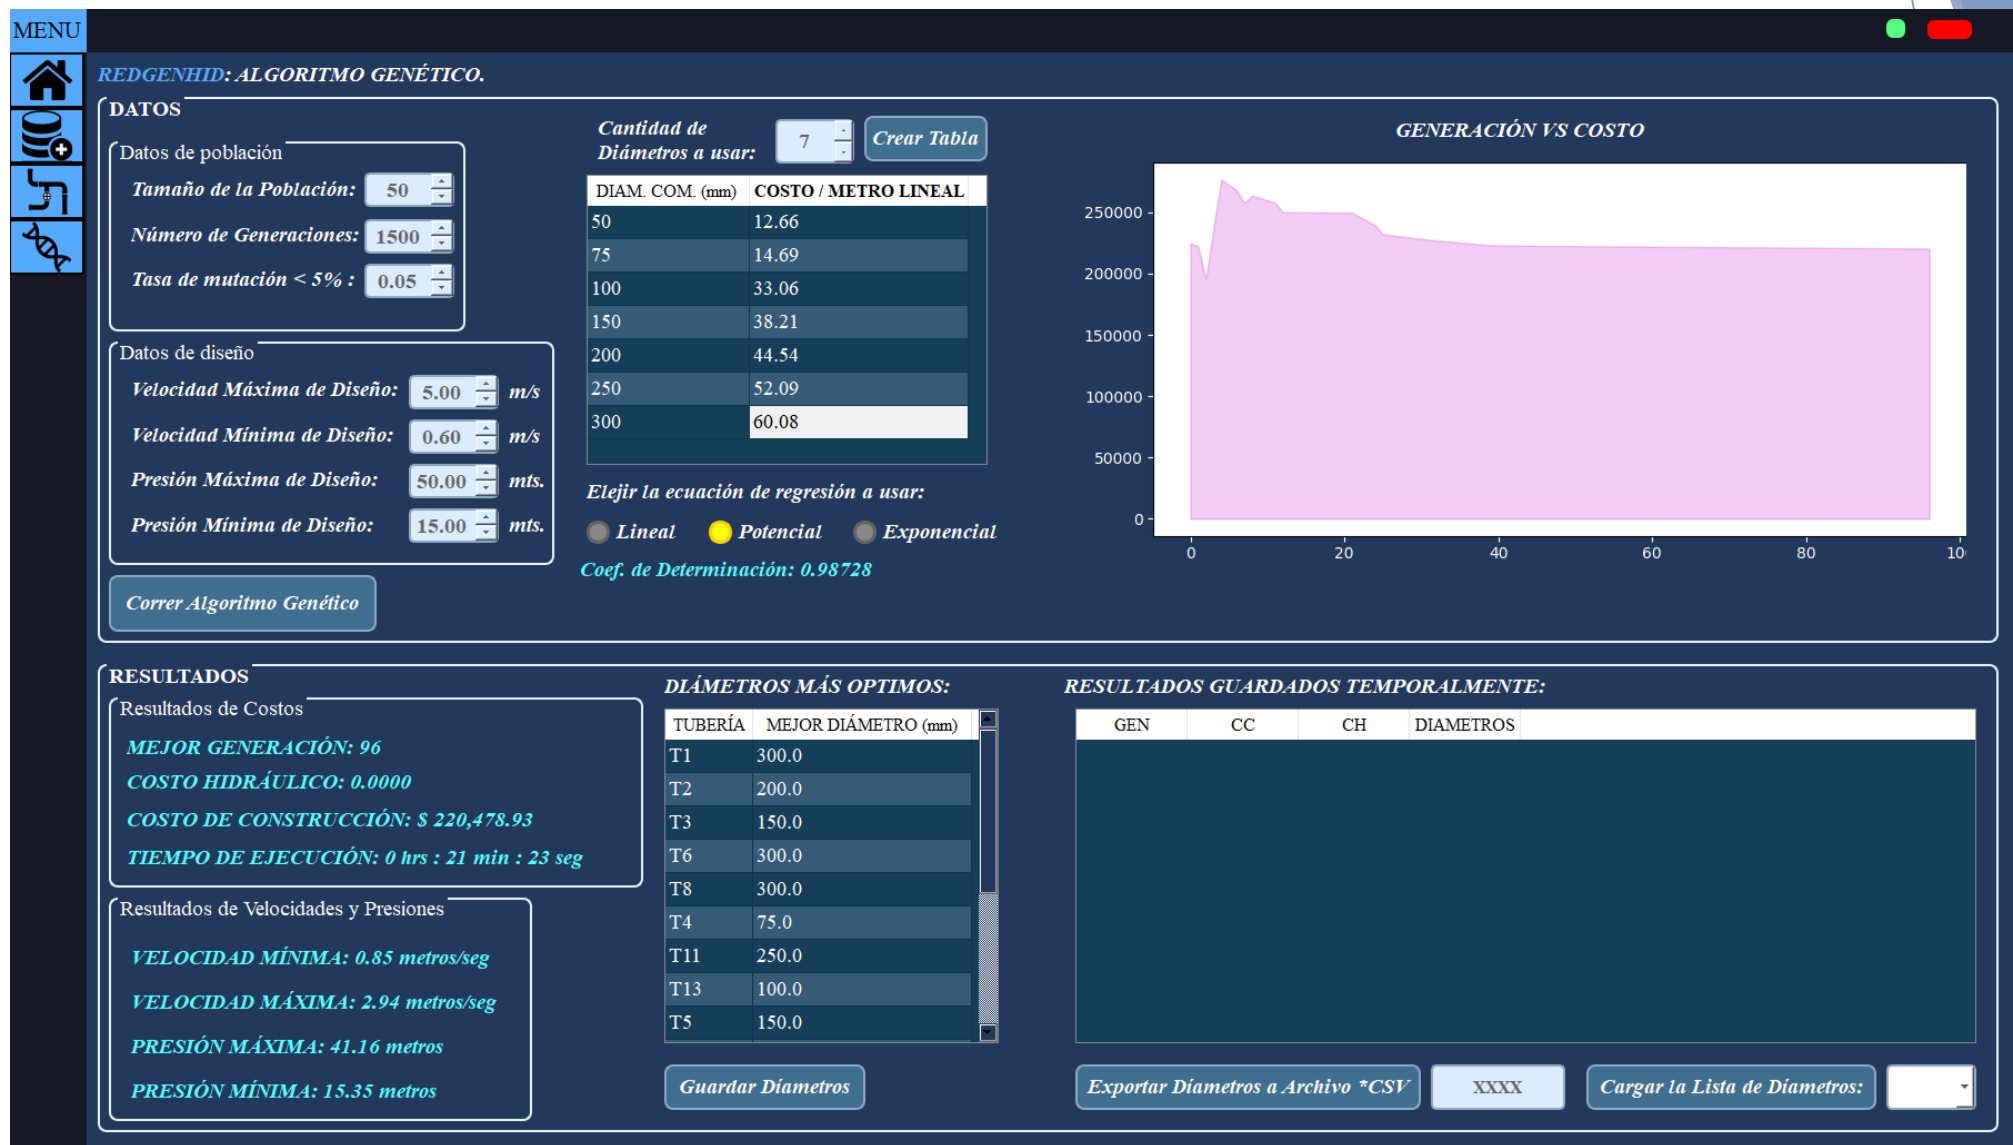 MENU
REDGENHID: ALGORITMO GENÉTICO.
DATOS
Datos de población
Tamaño de la Población: 50
Número de Generaciones: 1500
Tasa de mutación < 5% : 0.05
Datos de diseño
Velocidad Máxima de Diseño: 5.00 m/s
Velocidad Mínima de Diseño: 0.60 m/s
Presión Máxima de Diseño: 50.00 mts.
Presión Mínima de Diseño: 15.00 mts.
Correr Algoritmo Genético
Cantidad de
Diámetros a usar: 7 Crear Tabla
DIAM. COM. (mm) COSTO / METRO LINEAL
50 12.66
75 14.69
100 33.06
150 38.21
200 44.54
250 52.09
300 60.08
Elejir la ecuación de regresión a usar:
Lineal Potencial Exponencial
Coef. de Determinación: 0.98728
GENERACIÓN VS COSTO
250000
200000
150000
100000
50000
0
0 20 40 60 80 10
RESULTADOS
Resultados de Costos
MEJOR GENERACIÓN: 96
COSTO HIDRÁULICO: 0.0000
COSTO DE CONSTRUCCIÓN: $ 220,478.93
TIEMPO DE EJECUCIÓN: 0 hrs : 21 min : 23 seg
Resultados de Velocidades y Presiones
VELOCIDAD MÍNIMA: 0.85 metros/seg
VELOCIDAD MÁXIMA: 2.94 metros/seg
PRESIÓN MÁXIMA: 41.16 metros
PRESIÓN MÍNIMA: 15.35 metros
DIÁMETROS MÁS OPTIMOS:
TUBERÍA MEJOR DIÁMETRO (mm)
T1 300.0
T2 200.0
T3 150.0
T6 300.0
T8 300.0
T4 75.0
T11 250.0
T13 100.0
T5 150.0
Guardar Díametros
RESULTADOS GUARDADOS TEMPORALMENTE:
GEN CC CH DIAMETROS
Exportar Díametros a Archivo *CSV XXXX Cargar la Lista de Díametros: